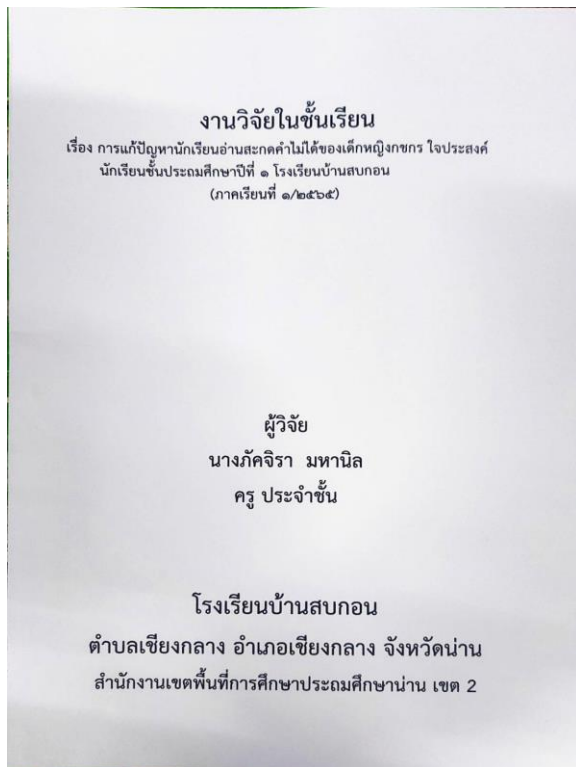 งานวิจัยในชั้นเรียน
เรื่อง การแก้ปัญหานักเรียนอ่านสะกดคำไม่ได้ของเด็กหญิงกชกร ใจประสงค์
นักเรียนชั้นประถมศึกษาปีที่ ๑ โรงเรียนบ้านสบกอน
(ภาคเรียนที่ ๑/๒๕๖๕)
ผู้วิจัย
นางภัคจิรา มหานิล
ครู ประจำชั้น
โรงเรียนบ้านสบกอน
ตำบลเชียงกลาง อำเภอเชียงกลาง จังหวัดน่าน
สำนักงานเขตพื้นที่การศึกษาประถมศึกษาน่าน เขต 2